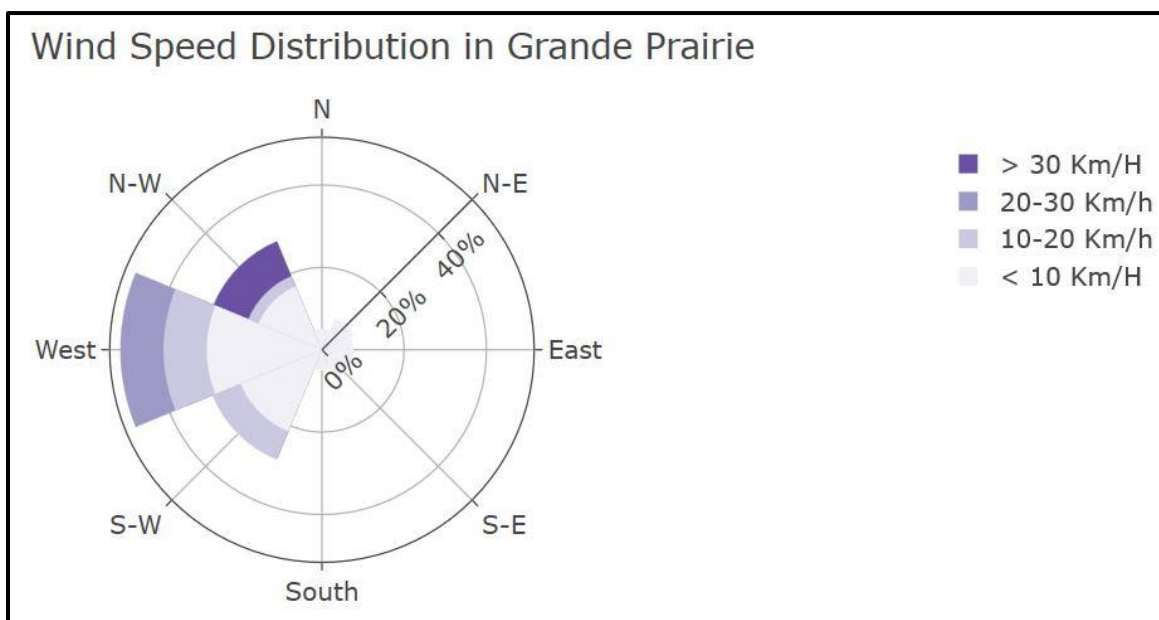 Wind Speed Distribution in Grande Prairie
N
N-W
N-E
40%
20%
0%
West
East
S-W
S-E
South
> 30 Km/H
20-30 Km/h
10-20 Km/h
< 10 Km/H